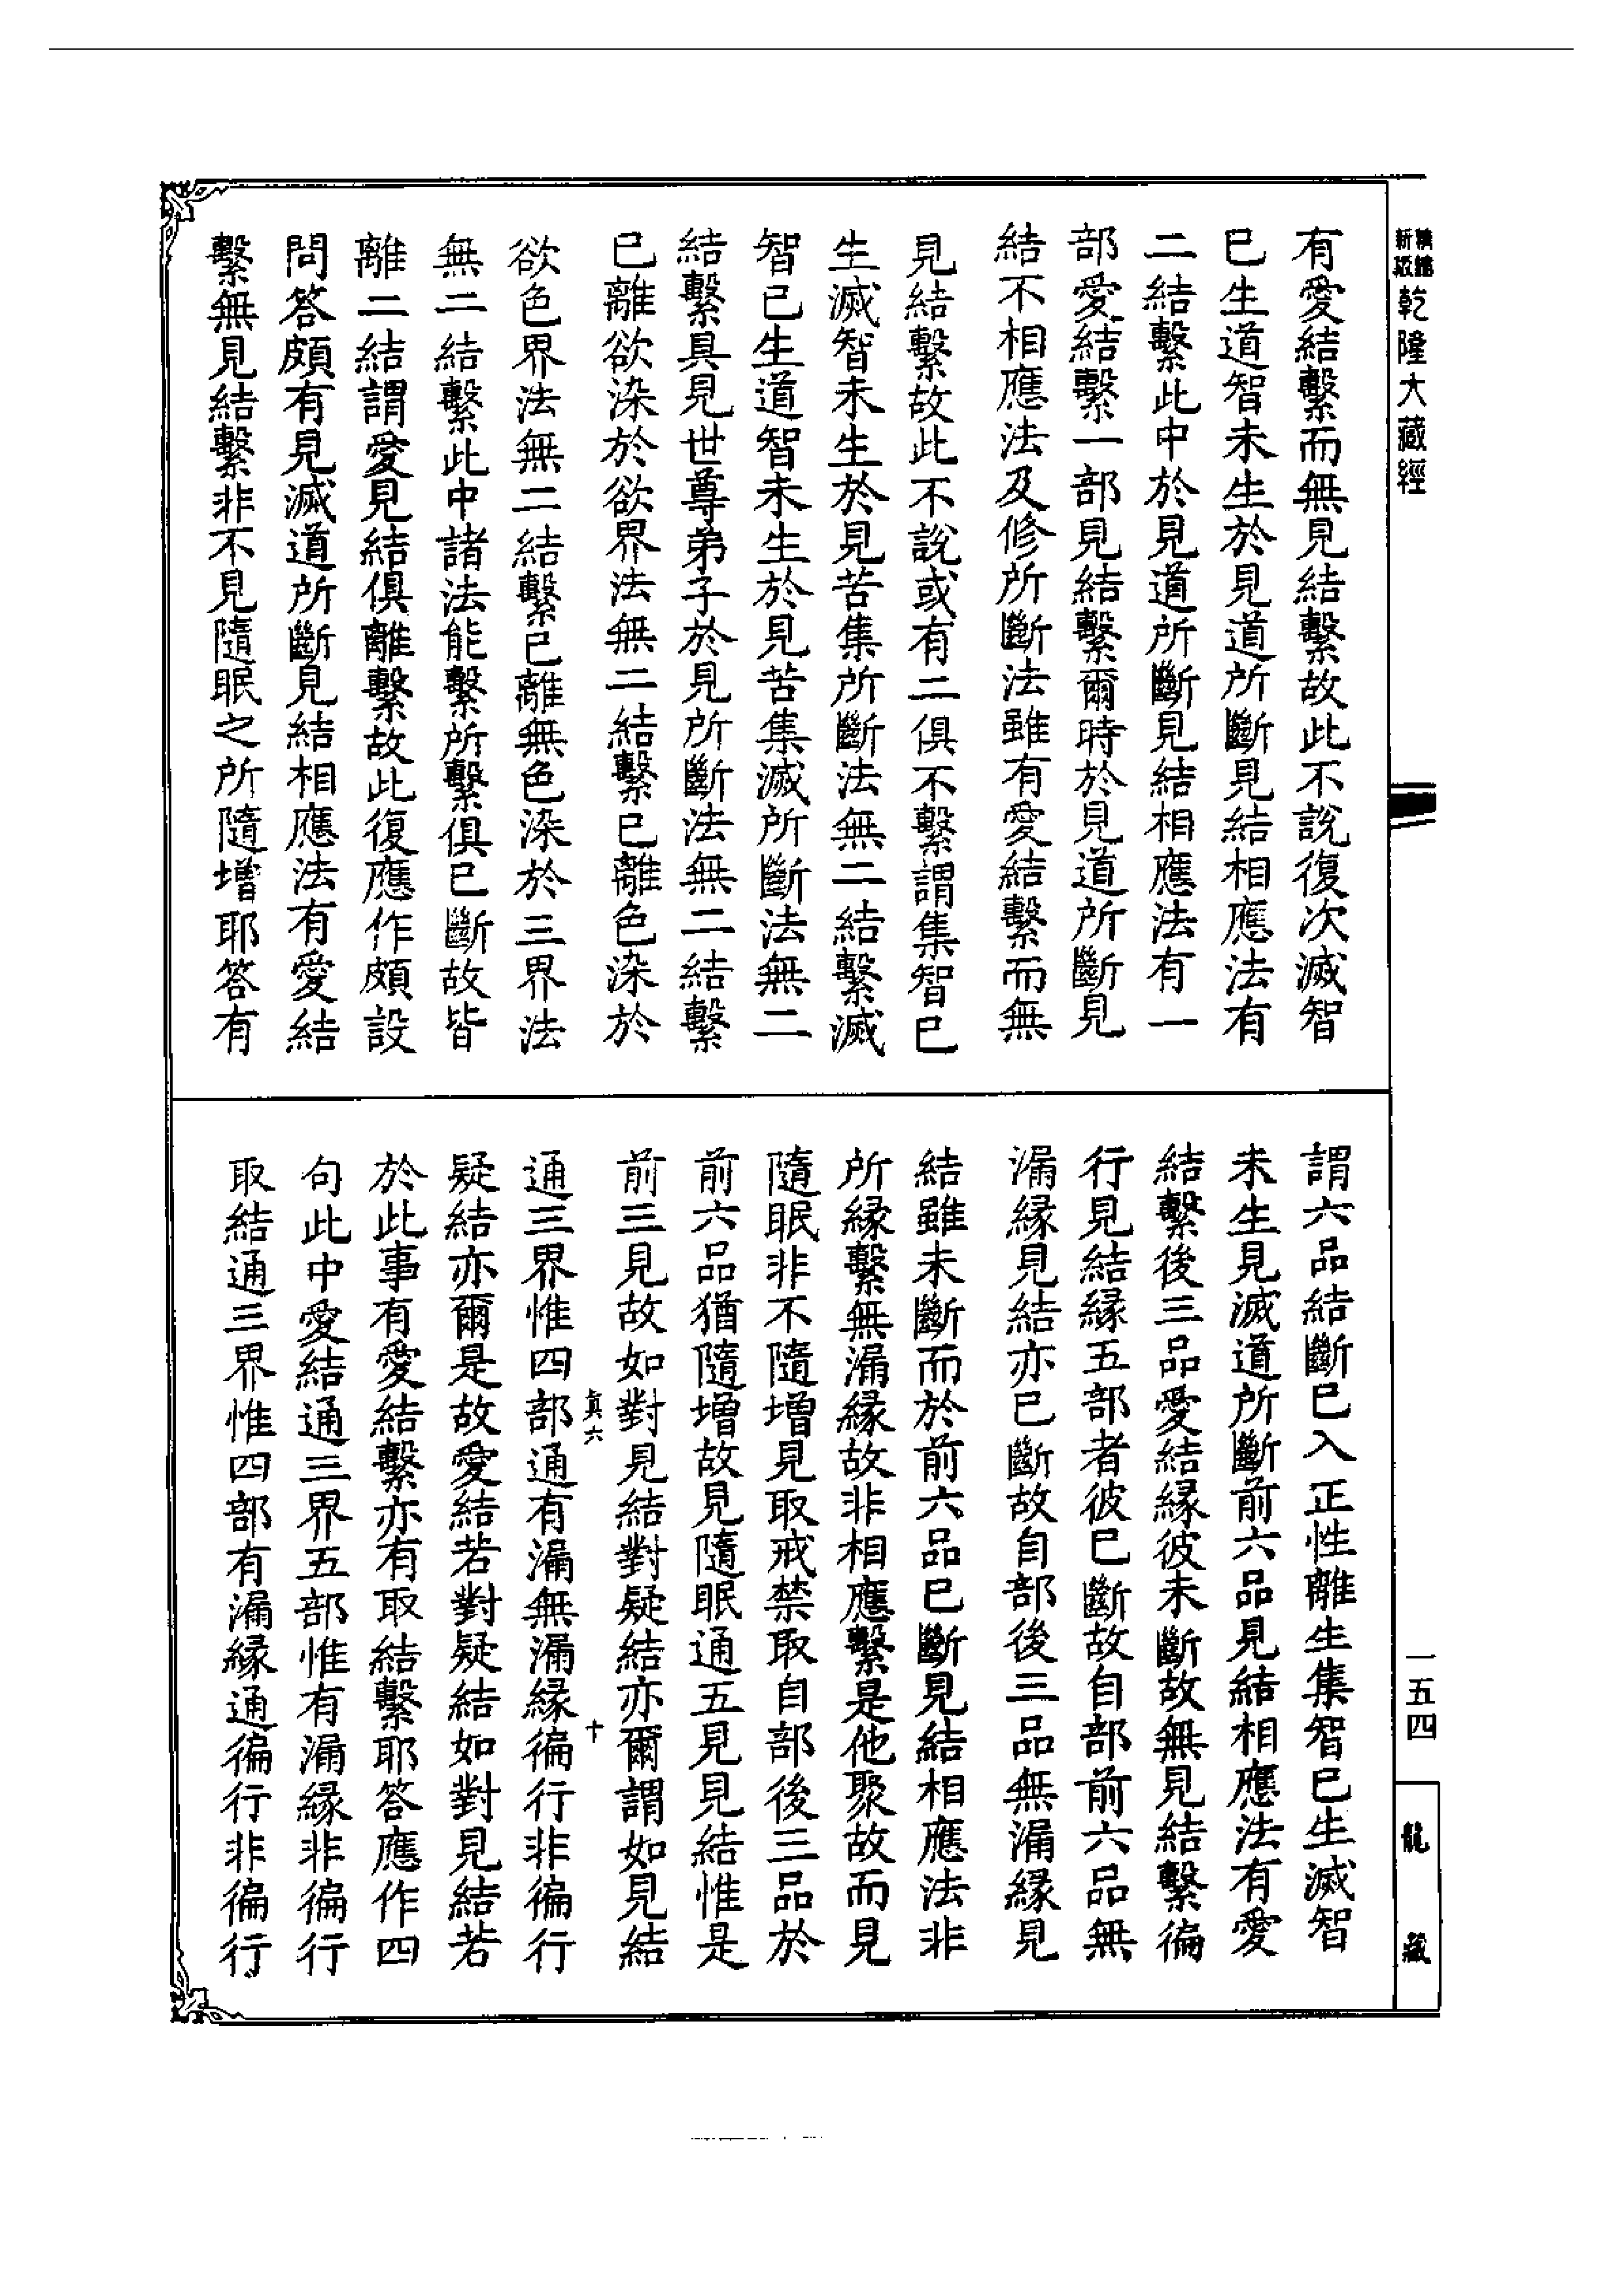 新版
精縮
乾隆大藏經
有愛結繫而無見結繫故此不說復次滅智
已生道智未生於見道所斷見結相應法有
二結繫此中於見道所斷見結相應法有一
部愛結繫一部見結繫爾時於見道所斷見
結不相應法及修所斷法雖有愛結繫而無
見結繫故此不說或有二俱不繫謂集智已
生滅智未生於見苦集所斷法無二結繫滅
智已生道智未生於見苦集滅所斷法無二
結繫具見世尊弟子於見所斷法無二結繫
已離欲染於欲界法無二結繫已離色染於
欲色界法無二結繫已離無色染於三界法
無二結繫此中諸法能繫所繫俱已斷故皆
離二結謂愛見結俱離繫故此復應作頗設
問答頗有見滅道所斷見結相應法有愛結
繫無見結繫非不見隨眠之所隨增耶答有
謂六品結斷已入正性離生集智已生滅智
未生見滅道所斷前六品見結相應法有愛
結繫後三品愛結緣彼未斷故無見結繫徧
行見結緣五部者彼已斷故自部前六品無
漏緣見結亦已斷故自部後三品無漏緣見
結雖未斷而於前六品已斷見結相應法非
所緣繫無漏緣故非相應繫是他聚故而見
隨眠非不隨增見取戒禁取自部後三品於
前六品猶隨增故見隨眠通五見見結惟是
前三見故如對見結對疑結亦爾謂如見結
真六
十
通三界惟四部通有漏無漏緣徧行非徧行
疑結亦爾是故愛結若對疑結如對見結若
於此事有愛結繫亦有取結繫耶答應作四
句此中愛結通三界五部惟有漏緣非徧行
取結通三界惟四部有漏緣通徧行非徧行
一五四
龍藏